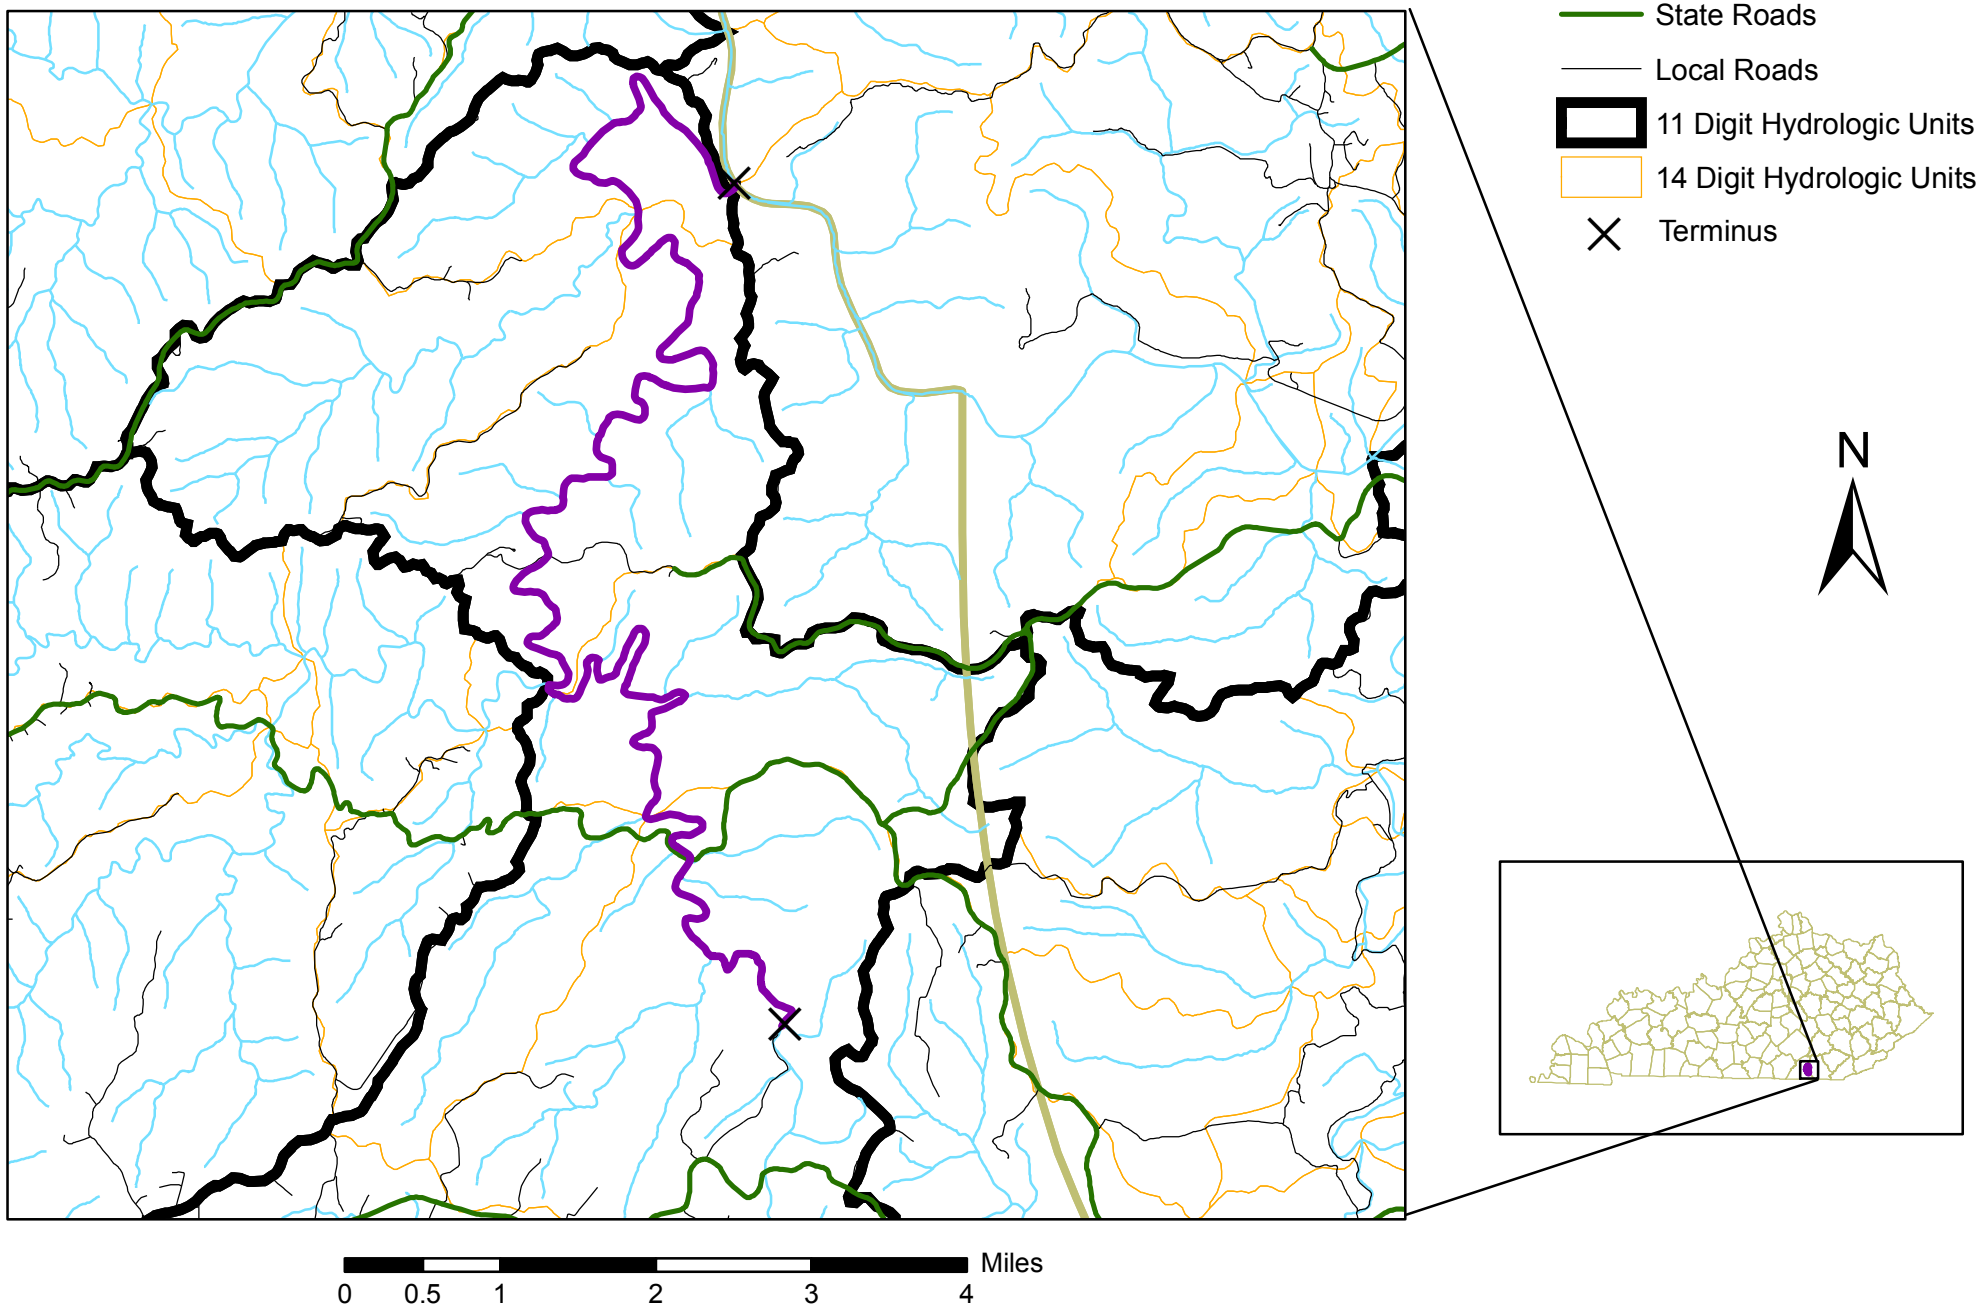 State Roads
Local Roads
11 Digit Hydrologic Units
14 Digit Hydrologic Units
Terminus
N
Miles
0 0.5 1 2 3 4